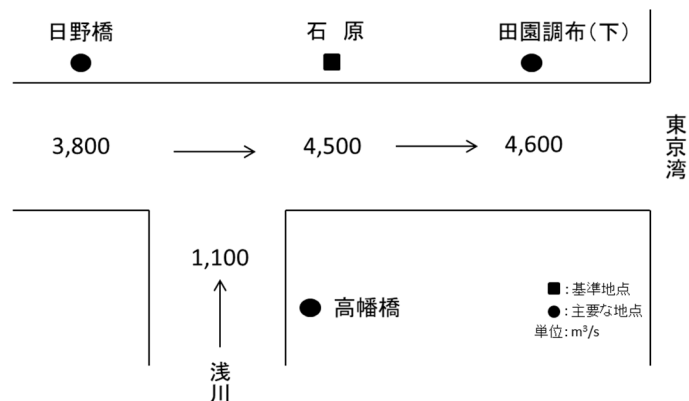 日野橋
石 原
田園調布(下)
3,800
4,500
4,600
東京湾
1,100
高幡橋
浅川
■:基準地点
●:主要な地点
単位:m³/s